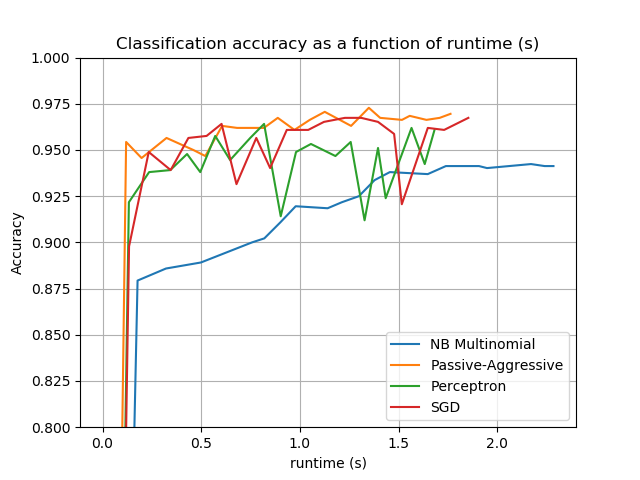 Classification accuracy as a function of runtime (s)
1.000
0.975
0.950
0.925
0.900
0.875
0.850
0.825
0.800
Accuracy
NB Multinomial
Passive-Aggressive
Perceptron
SGD
0.0 0.5 1.0 1.5 2.0
runtime (s)